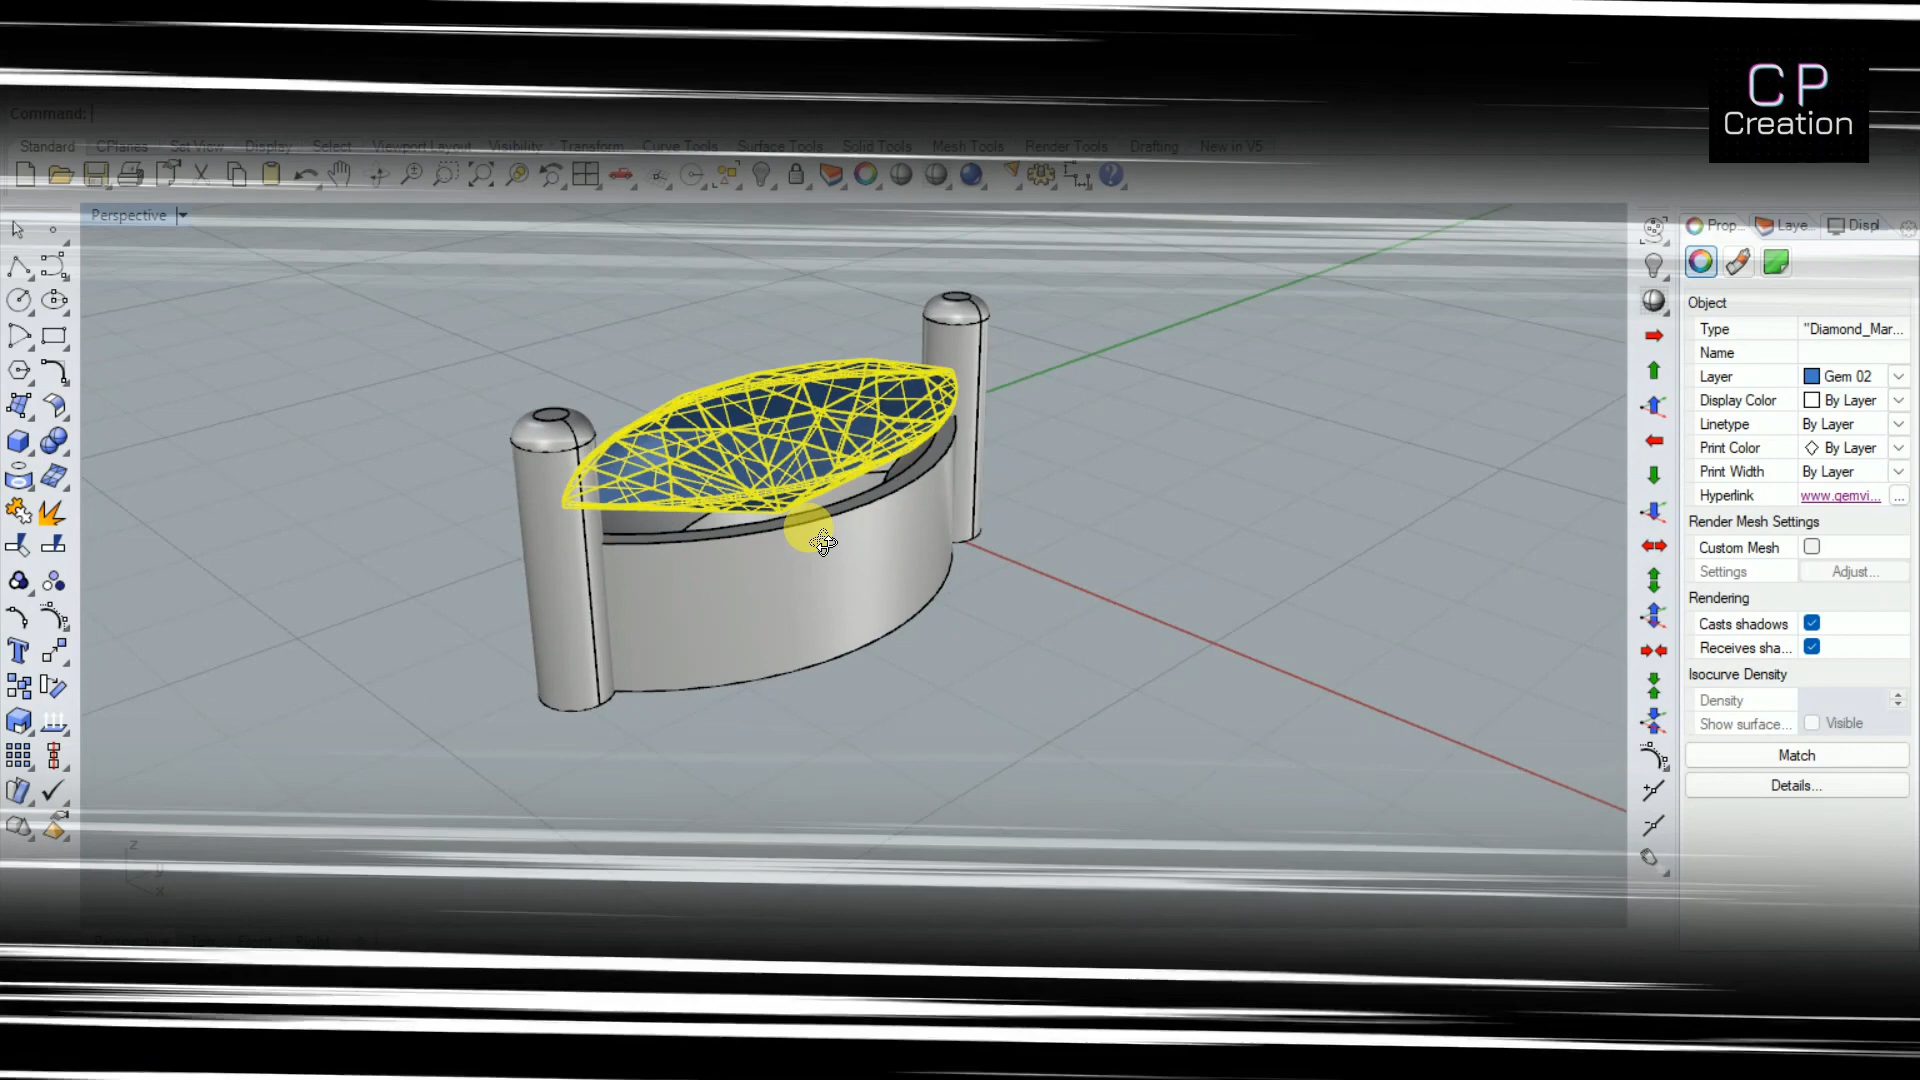 CP
Creation
Command:
Standard CPlanes Set View Display Select Viewport Layout Visibility Transform Curve Tools Surface Tools Solid Tools Mesh Tools Render Tools Drafting New in V5
Perspective
Prop... Laye... Displ
Object
Type "Diamond_Mar...
Name
Layer Gem 02
Display Color By Layer
Linetype By Layer
Print Color By Layer
Print Width By Layer
Hyperlink www.gemvi... ...
Render Mesh Settings
Custom Mesh
Settings Adjust...
Rendering
Casts shadows
Receives sha...
Isocurve Density
Density
Show surface... Visible
Match
Details...
z
y
x